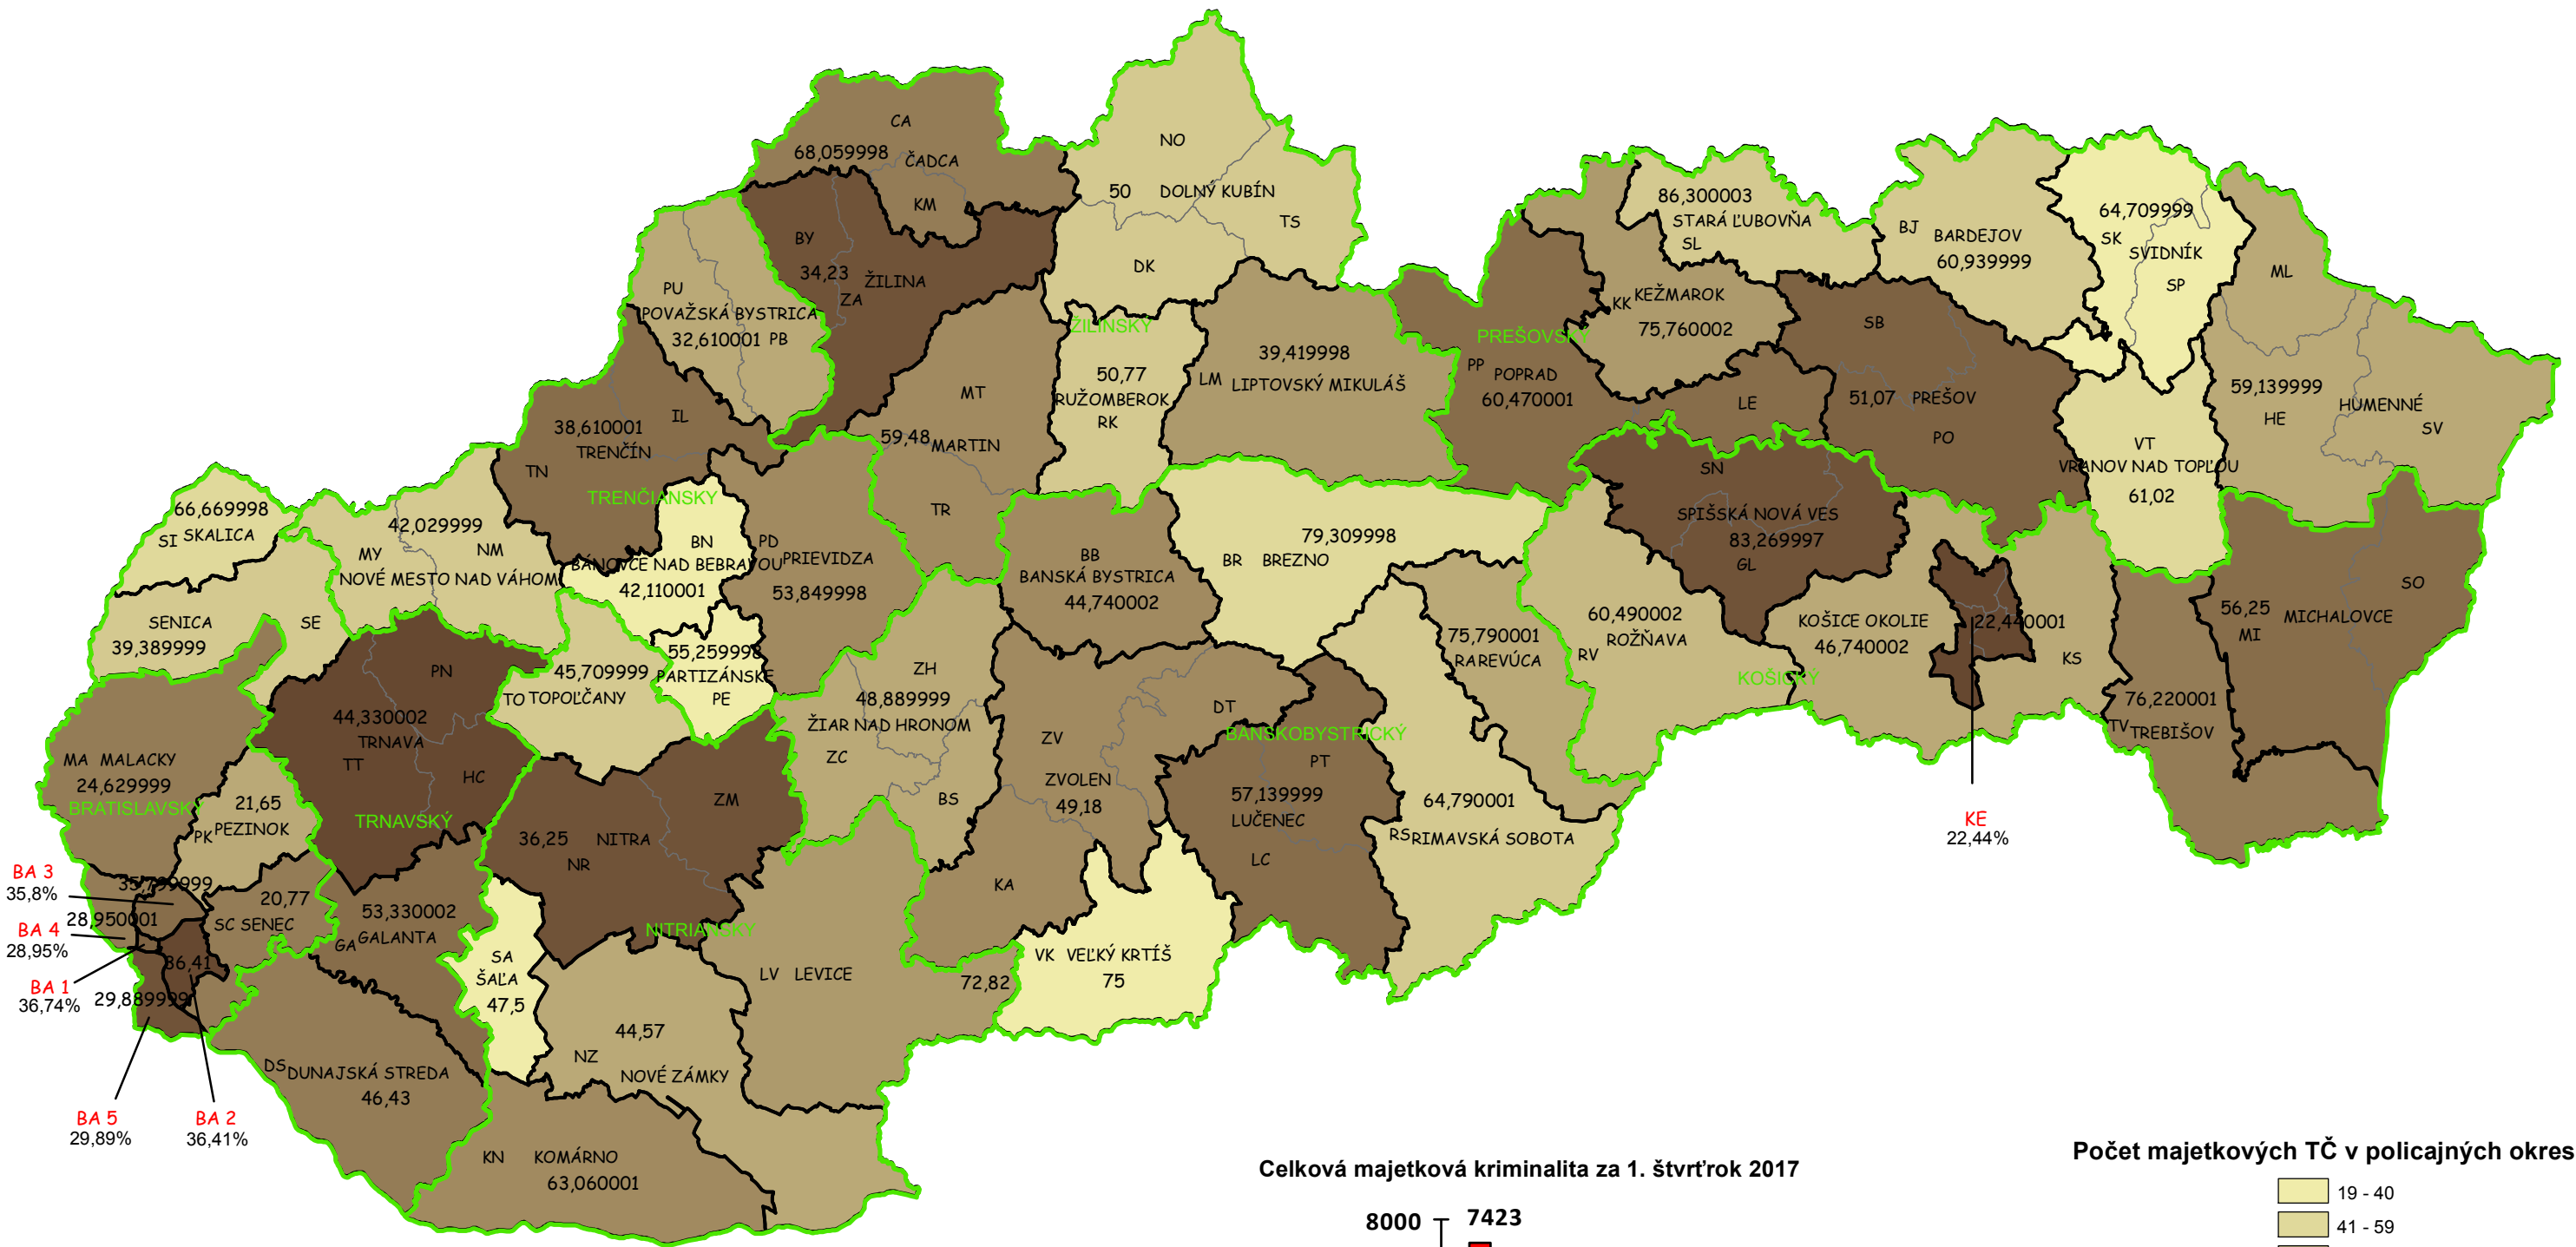 CA
68,059998 ČADCA
KM
NO
50 DOLNÝ KUBÍN
TS
DK
BY
34,23 ŽILINA
ZA
PU
POVAŽSKÁ BYSTRICA
32,610001 PB
ŽILINSKÝ
50,77
RUŽOMBEROK
RK
39,419998
LM LIPTOVSKÝ MIKULÁŠ
MT
59,48 MARTIN
TR
38,610001
TRENČÍN
IL
TN
TRENČIANSKY
86,300003
STARÁ ĽUBOVŇA
SL
BJ BARDEJOV
60,939999
64,709999
SK
SVIDNÍK
SP
ML
59,139999
HUMENNÉ
HE
SV
KK KEŽMAROK
75,760002
PREŠOVSKÝ
PP POPRAD
60,470001
LE
SB
51,07 PREŠOV
PO
VT
VRANOV NAD TOPĽOU
61,02
66,669998
SI SKALICA
42,029999
MY NM
NOVÉ MESTO NAD VÁHOM
BN
BÁNOVCE NAD BEBRAVOU
42,110001
PD PRIEVIDZA
53,849998
BB
BANSKÁ BYSTRICA
44,740002
79,309998
BR BREZNO
SN
SPIŠSKÁ NOVÁ VES
83,269997
GL
SENICA SE
39,389999
60,490002
ROŽŇAVA
RV
KOŠICE OKOLIE
46,740002
22,440001
KS
KOŠICKÝ
56,25 MICHALOVCE
MI
SO
76,220001
TV TREBIŠOV
KE
22,44%
75,790001
RA REVÚCA
55,259998
PARTIZÁNSKE
PE
45,709999
TO TOPOĽČANY
ZH
48,889999
ŽIAR NAD HRONOM
ZC
BS
PN
44,330002
TRNAVA
TT
HC
TRNAVSKÝ
MA MALACKY
24,629999
BRATISLAVSKÝ
21,65
PK PEZINOK
DT
ZV
ZVOLEN
49,18
KA
BANSKOBYSTRICKÝ
PT
57,139999
LUČENEC
LC
64,790001
RS RIMAVSKÁ SOBOTA
ZM
36,25 NITRA
NR
NITRIANSKY
BA 3
35,8%
35,799999
28,950001
BA 4
28,95%
BA 1
36,74%
20,77
SC SENEC
36,41
29,889999
BA 5
29,89%
BA 2
36,41%
53,330002
GA GALANTA
SA
ŠAĽA
47,5
LV LEVICE
72,82
VK VEĽKÝ KRTÍŠ
75
44,57
NZ
NOVÉ ZÁMKY
DS DUNAJSKÁ STREDA
46,43
KN KOMÁRNO
63,060001
Celková majetková kriminalita za 1. štvrťrok 2017
8000 7423
Počet majetkových TČ v policajných okres
19 - 40
41 - 59